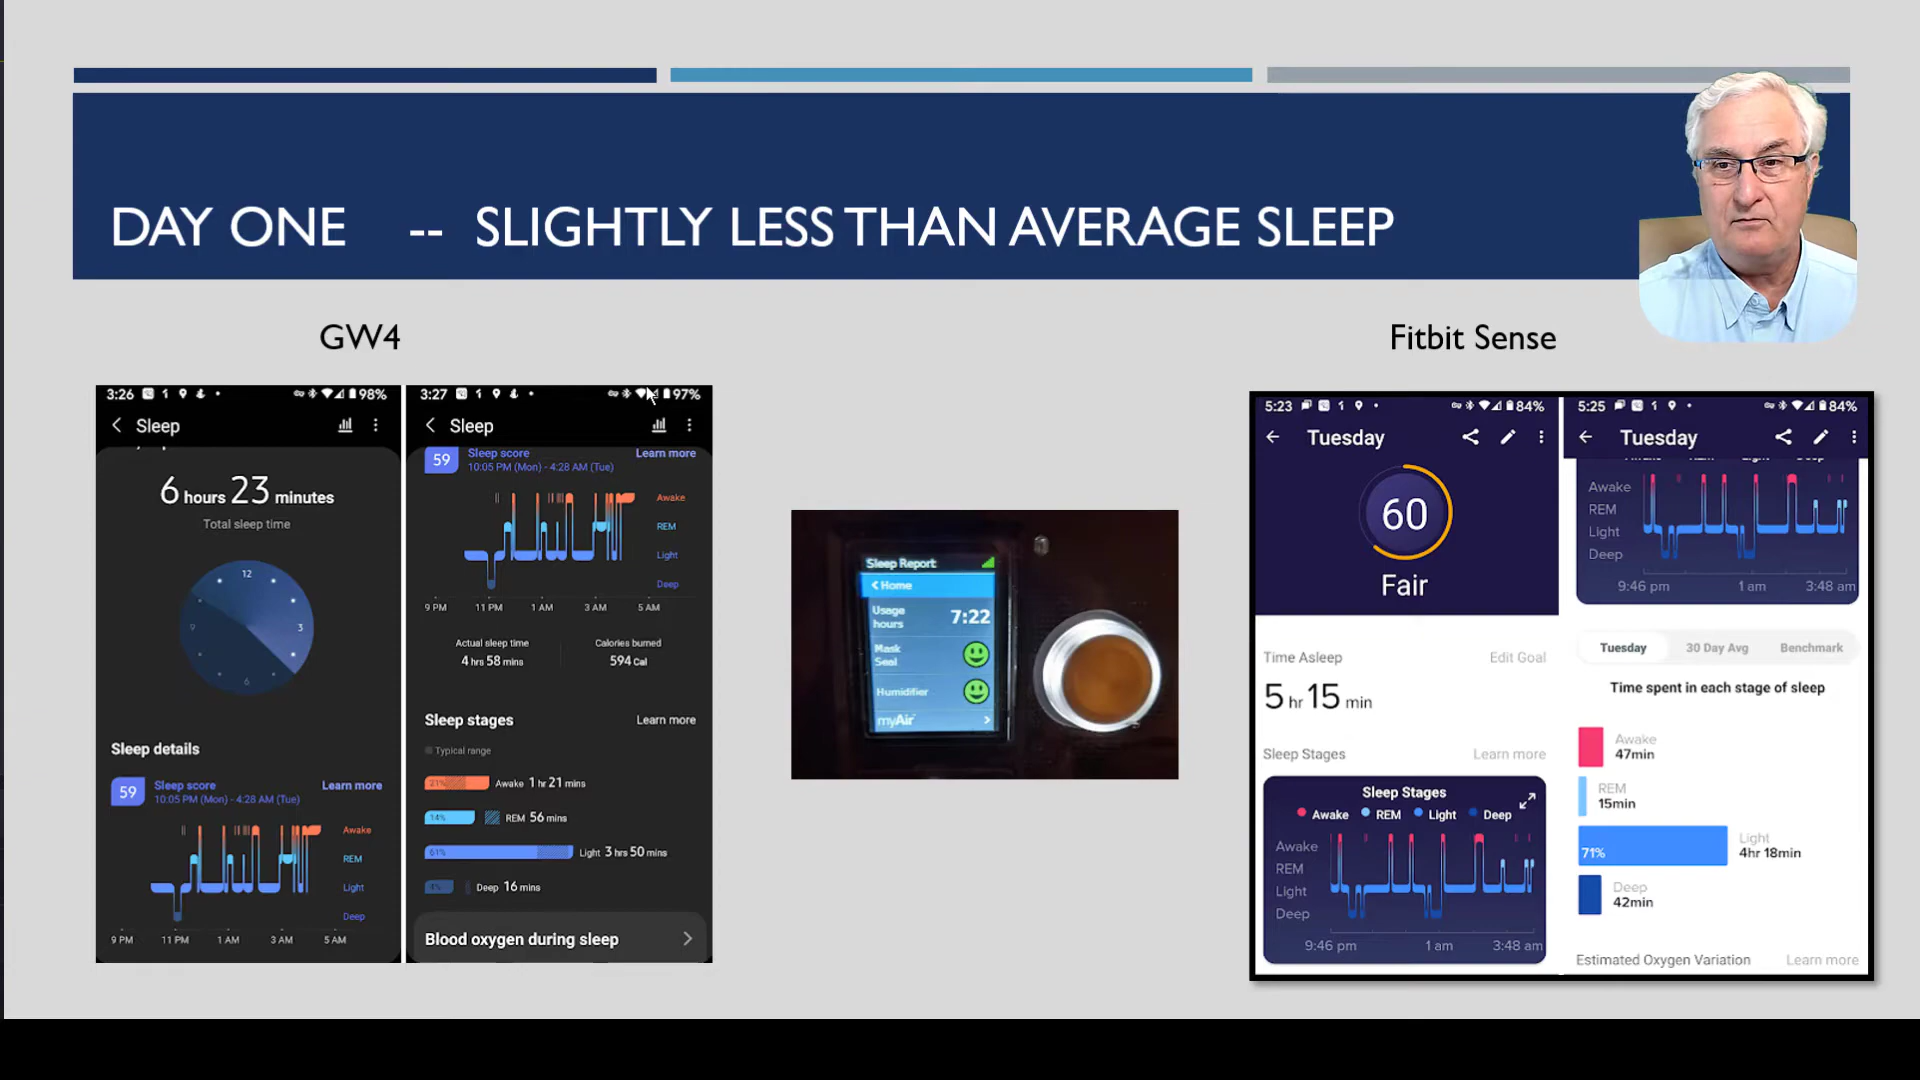 DAY ONE -- SLIGHTLY LESS THAN AVERAGE SLEEP
GW4
Fitbit Sense
3:26 1 98%
Sleep
6 hours 23 minutes
Total sleep time
12
9 3
6
Sleep details
59 Sleep score Learn more
10:05 PM (Mon) - 4:28 AM (Tue)
Awake
REM
Light
Deep
9 PM 11 PM 1 AM 3 AM 5 AM
3:27 1 97%
Sleep
59 Sleep score Learn more
10:05 PM (Mon) - 4:28 AM (Tue)
Awake
REM
Light
Deep
9 PM 11 PM 1 AM 3 AM 5 AM
Actual sleep time Calories burned
4 hrs 58 mins 594 Cal
Sleep stages Learn more
Typical range
21% Awake 1 hr 21 mins
14% REM 56 mins
61% Light 3 hrs 50 mins
Deep 16 mins
Blood oxygen during sleep
Sleep Report
Home
Usage hours 7:22
Mask Seal
Humidifier
myAir
5:23 1 84%
Tuesday
60
Fair
Time Asleep Edit Goal
5 hr 15 min
Sleep Stages Learn more
Sleep Stages
Awake REM Light Deep
Awake
REM
Light
Deep
9:46 pm 1 am 3:48 am
5:25 1 84%
Tuesday
Awake
REM
Light
Deep
9:46 pm 1 am 3:48 am
Tuesday 30 Day Avg Benchmark
Time spent in each stage of sleep
Awake
47min
REM
15min
71% Light
4hr 18min
Deep
42min
Estimated Oxygen Variation Learn more